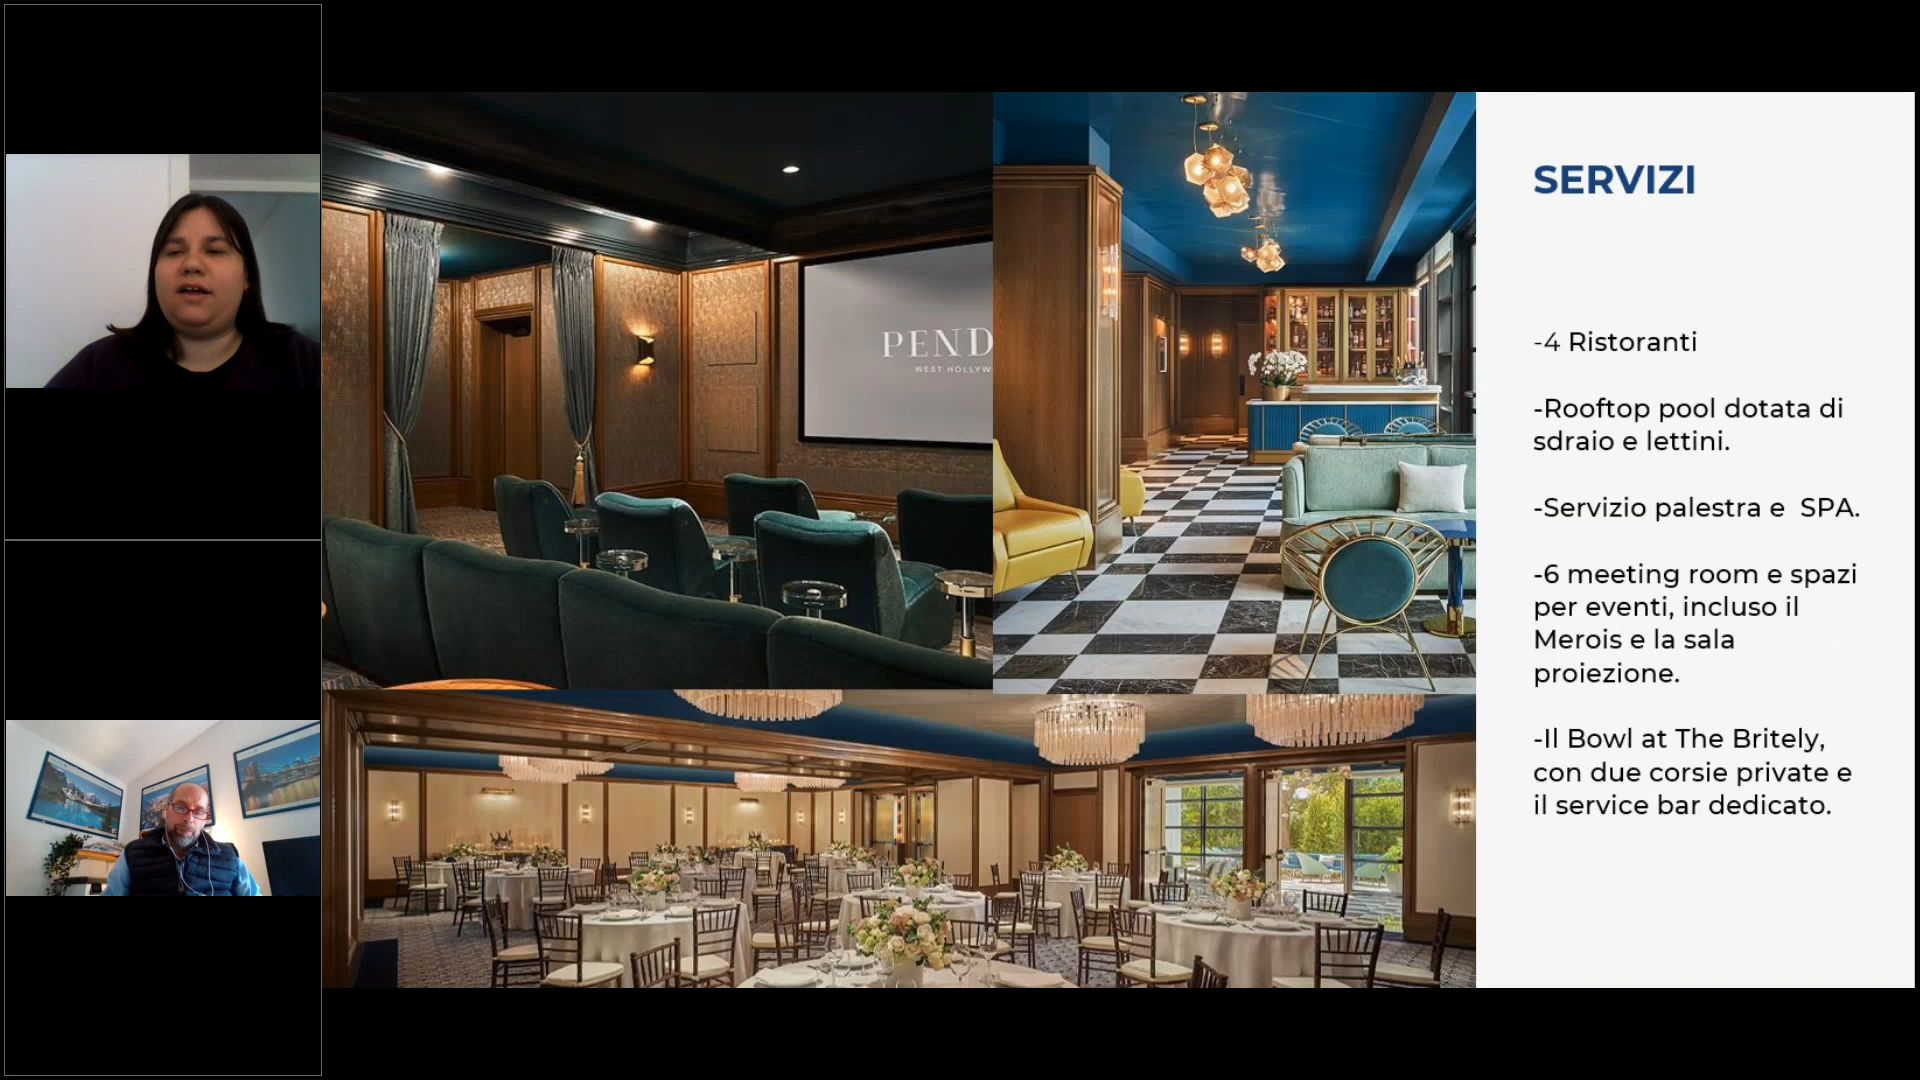 PEND
WEST HOLLYW
SERVIZI
-4 Ristoranti
-Rooftop pool dotata di
sdraio e lettini.
-Servizio palestra e SPA.
-6 meeting room e spazi
per eventi, incluso il
Merois e la sala
proiezione.
-Il Bowl at The Britely,
con due corsie private e
il service bar dedicato.